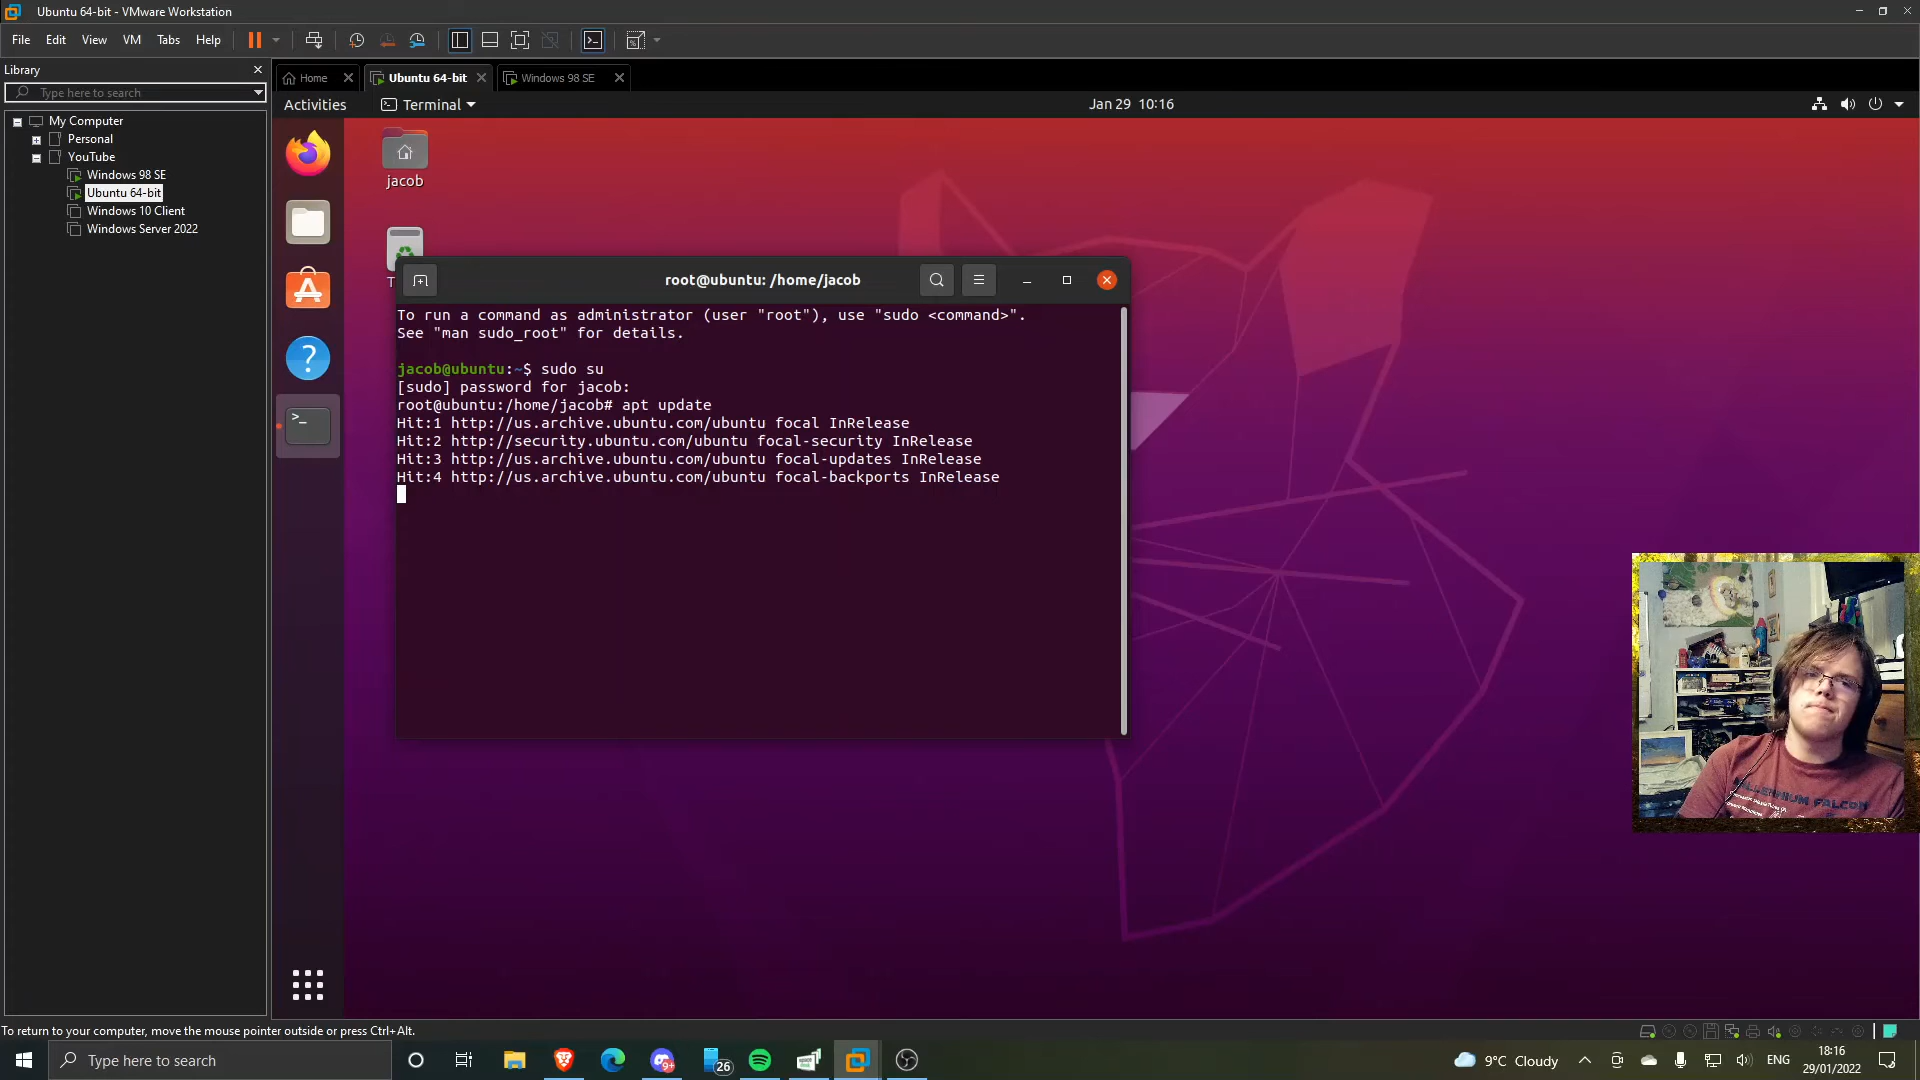 Ubuntu 64-bit - VMware Workstation
File Edit View VM Tabs Help
Library
Type here to search
My Computer
Personal
YouTube
Windows 98 SE
Ubuntu 64-bit
Windows 10 Client
Windows Server 2022
Home
Ubuntu 64-bit
Windows 98 SE
Activities
Terminal
Jan 29 10:16
jacob
T
root@ubuntu: /home/jacob
To run a command as administrator (user "root"), use "sudo <command>".
See "man sudo_root" for details.
jacob@ubuntu:~$ sudo su
[sudo] password for jacob:
root@ubuntu:/home/jacob# apt update
Hit:1 http://us.archive.ubuntu.com/ubuntu focal InRelease
Hit:2 http://security.ubuntu.com/ubuntu focal-security InRelease
Hit:3 http://us.archive.ubuntu.com/ubuntu focal-updates InRelease
Hit:4 http://us.archive.ubuntu.com/ubuntu focal-backports InRelease
MILLENNIUM FALCON
To return to your computer, move the mouse pointer outside or press Ctrl+Alt.
Type here to search
9+
26
9°C Cloudy
ENG
18:16
29/01/2022